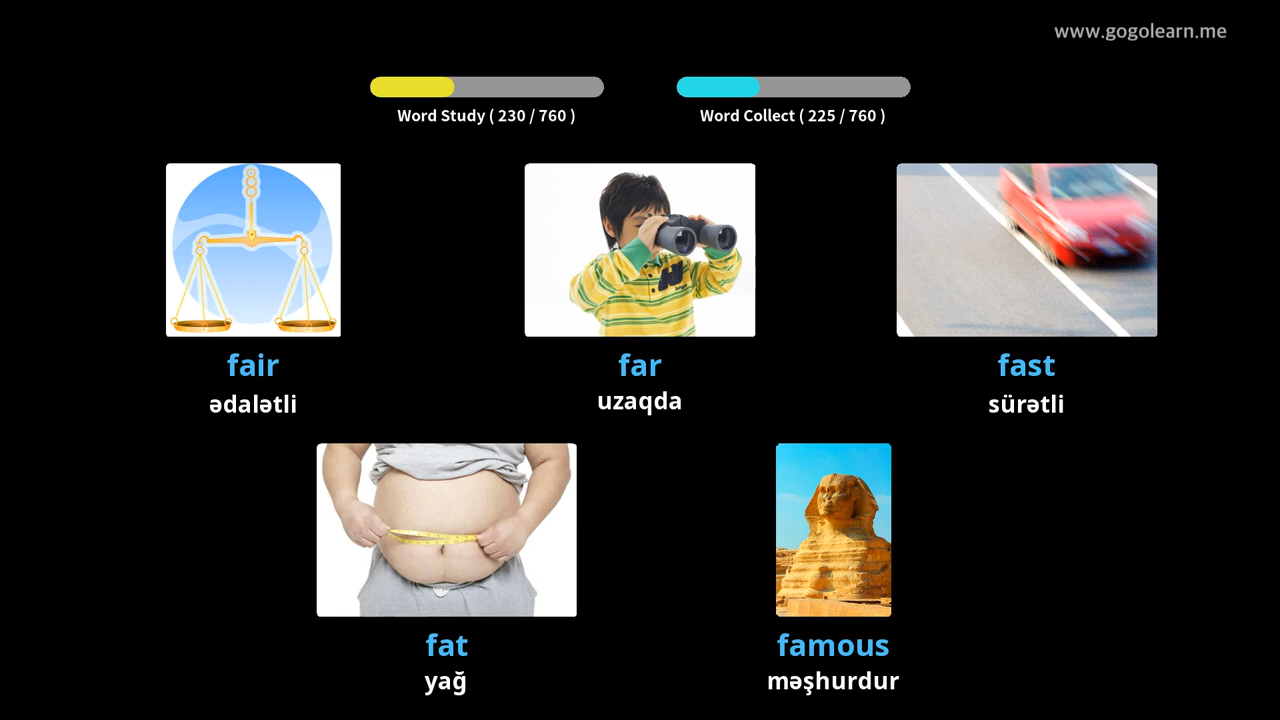 www.gogolearn.me
Word Study ( 230 / 760 )
Word Collect ( 225 / 760 )
fair
ədalətli
far
uzaqda
fast
sürətli
fat
yağ
famous
məşhurdur